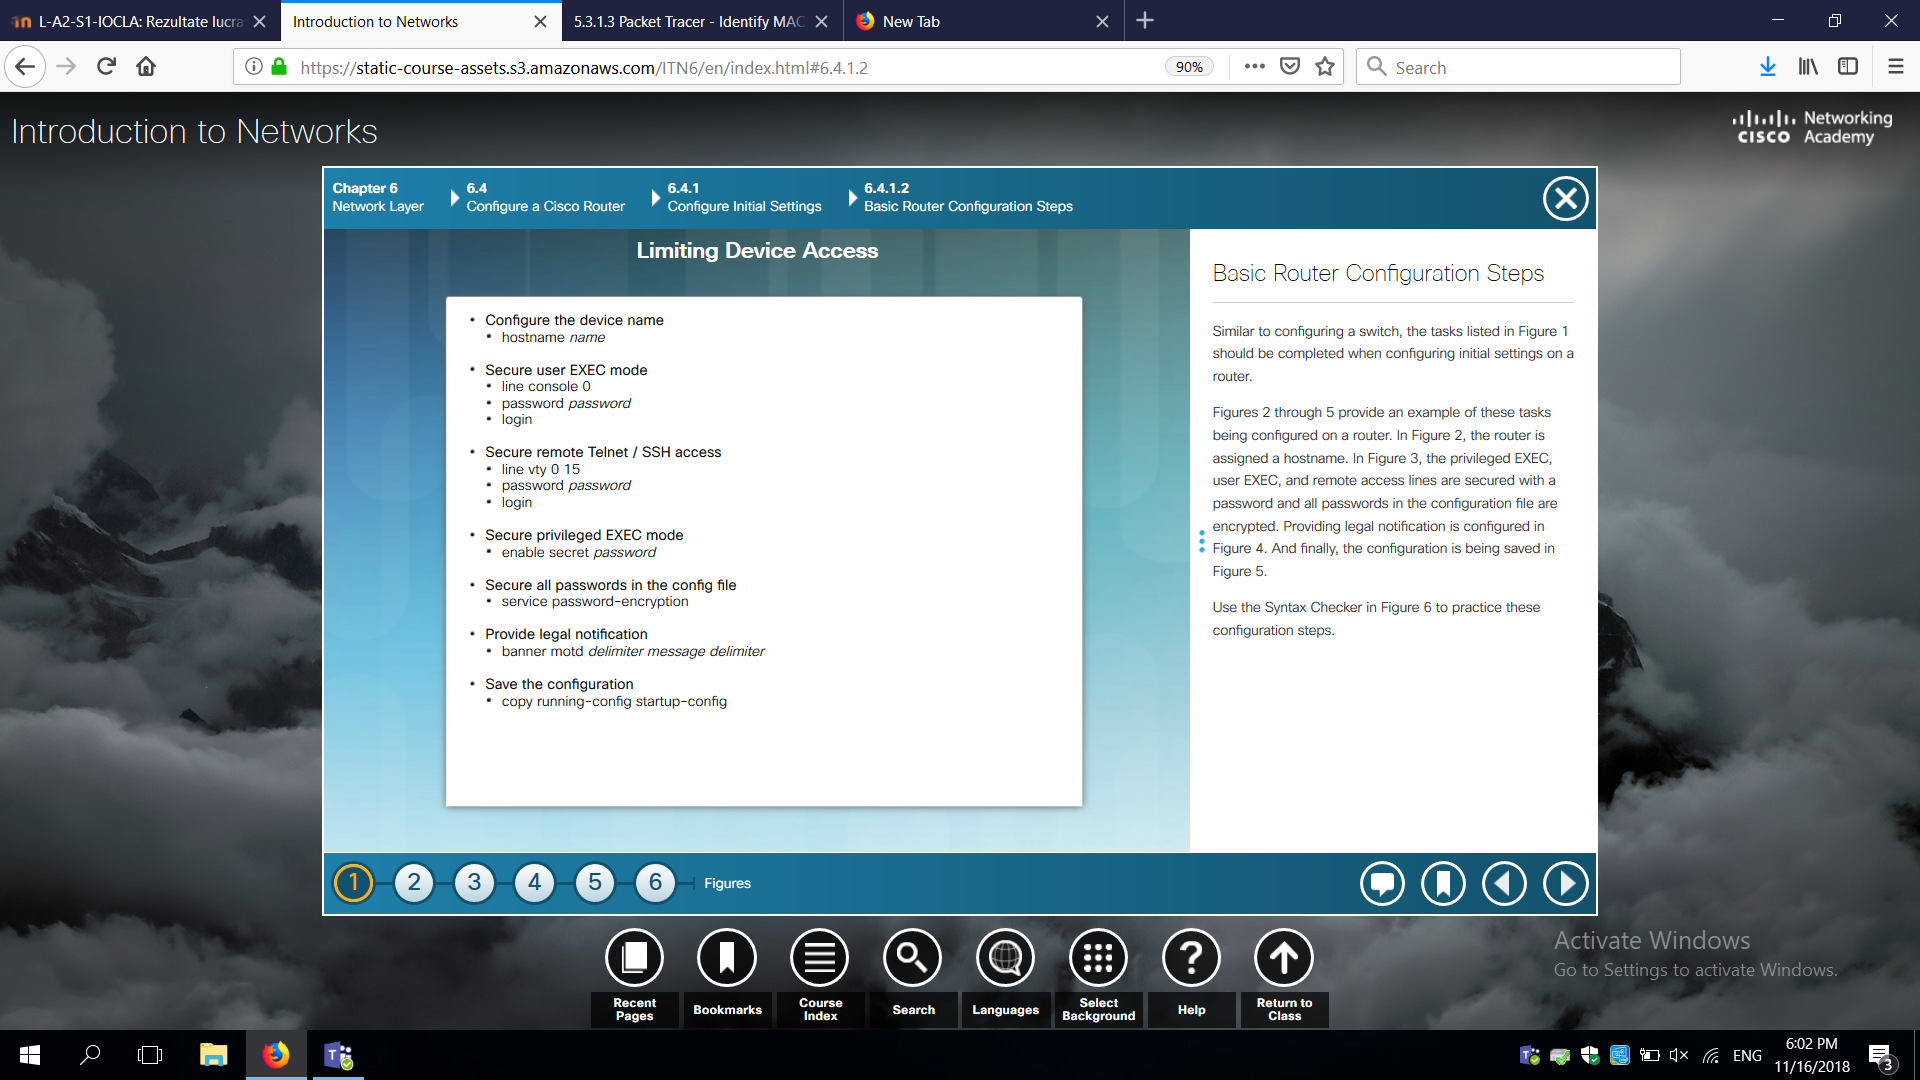 L-A2-S1-IOCLA: Rezultate lucra
Introduction to Networks
5.3.1.3 Packet Tracer - Identify MAC
New Tab
https://static-course-assets.s3.amazonaws.com/ITN6/en/index.html#6.4.1.2
90%
Search
Introduction to Networks
Networking
CISCO Academy
Chapter 6
Network Layer
6.4
Configure a Cisco Router
6.4.1
Configure Initial Settings
6.4.1.2
Basic Router Configuration Steps
Limiting Device Access
• Configure the device name
• hostname name
• Secure user EXEC mode
• line console 0
• password password
• login
• Secure remote Telnet / SSH access
• line vty 0 15
• password password
• login
• Secure privileged EXEC mode
• enable secret password
• Secure all passwords in the config file
• service password-encryption
• Provide legal notification
• banner motd delimiter message delimiter
• Save the configuration
• copy running-config startup-config
Basic Router Configuration Steps
Similar to configuring a switch, the tasks listed in Figure 1
should be completed when configuring initial settings on a
router.
Figures 2 through 5 provide an example of these tasks
being configured on a router. In Figure 2, the router is
assigned a hostname. In Figure 3, the privileged EXEC,
user EXEC, and remote access lines are secured with a
password and all passwords in the configuration file are
encrypted. Providing legal notification is configured in
Figure 4. And finally, the configuration is being saved in
Figure 5.
Use the Syntax Checker in Figure 6 to practice these
configuration steps.
1 2 3 4 5 6 Figures
Recent
Pages
Bookmarks
Course
Index
Search
Languages
Select
Background
Help
Return to
Class
Activate Windows
Go to Settings to activate Windows.
ENG
6:02 PM
11/16/2018
3